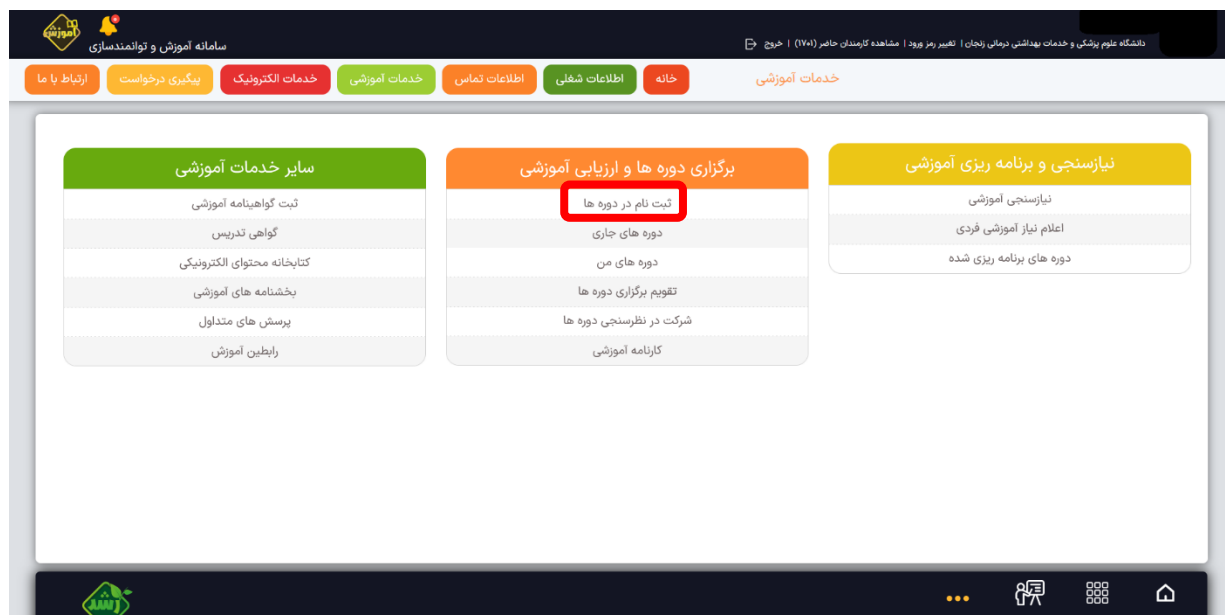 آموزش
سامانه آموزش و توانمندسازی
دانشگاه علوم پزشکی و خدمات بهداشتی درمانی زنجان | تغییر رمز ورود | مشاهده کارمندان حاضر (۱۷۰۱) | خروج
خدمات آموزشی
خانه
اطلاعات شغلی
اطلاعات تماس
خدمات آموزشی
خدمات الکترونیک
پیگیری درخواست
ارتباط با ما
نیازسنجی و برنامه ریزی آموزشی
نیازسنجی آموزشی
اعلام نیاز آموزشی فردی
دوره های برنامه ریزی شده
برگزاری دوره ها و ارزیابی آموزشی
ثبت نام در دوره ها
دوره های جاری
دوره های من
تقویم برگزاری دوره ها
شرکت در نظرسنجی دوره ها
کارنامه آموزشی
سایر خدمات آموزشی
ثبت گواهینامه آموزشی
گواهی تدریس
کتابخانه محتوای الکترونیکی
بخشنامه های آموزشی
پرسش های متداول
رابطین آموزش
رشد